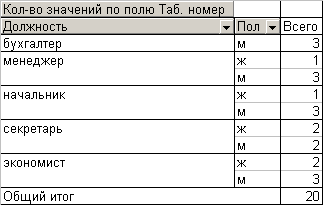 Кол-во значений по полю Таб. номер
Должность Пол Всего
бухгалтер м 3
менеджер ж 1
м 3
начальник ж 1
м 3
секретарь ж 2
м 2
экономист ж 2
м 3
Общий итог 20